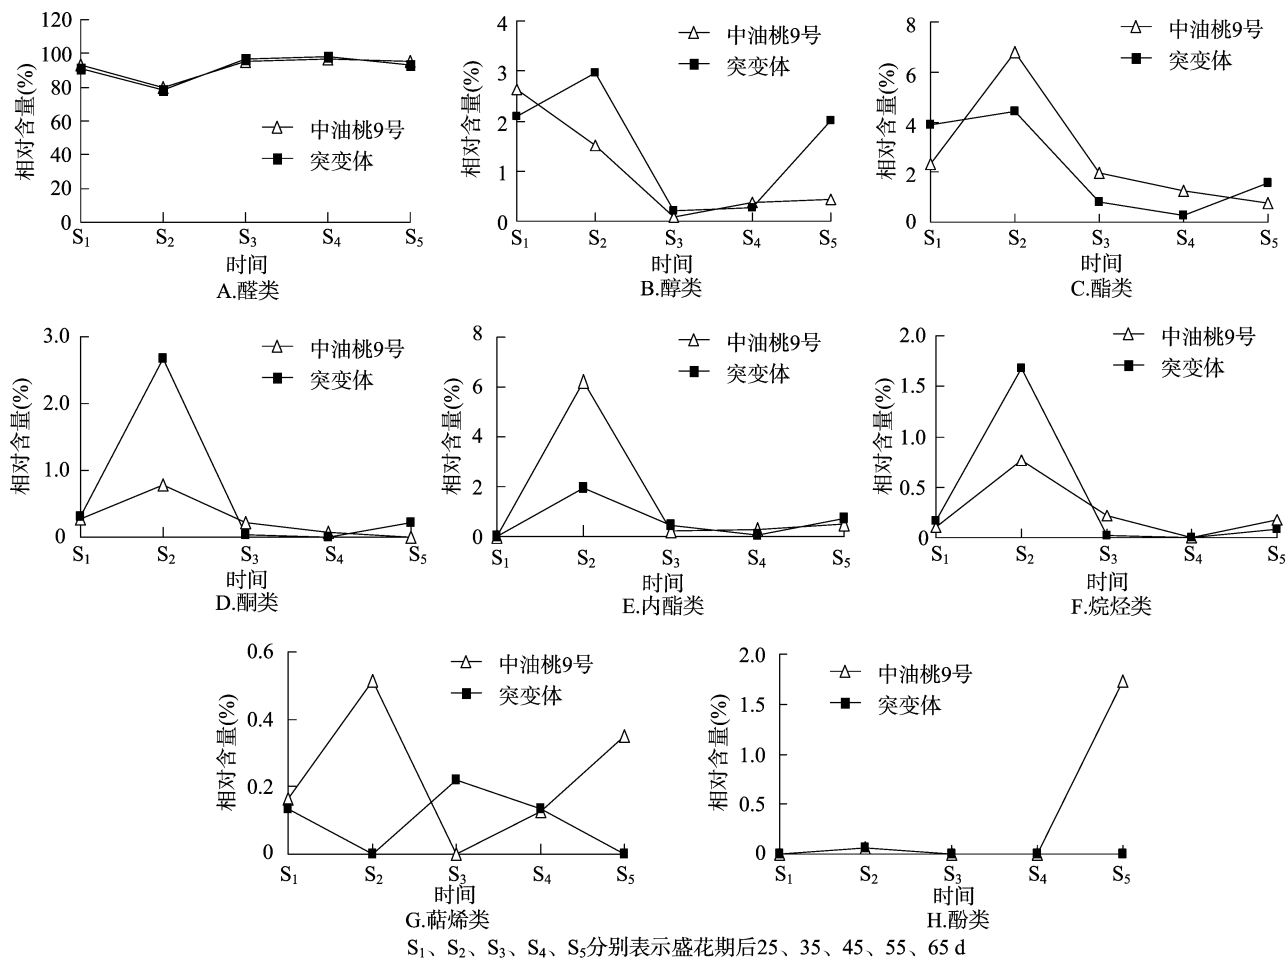 120
100
80
60
40
20
0
相对含量(%)
中油桃9号
突变体
S₁ S₂ S₃ S₄ S₅
时间
A.醛类
4
3
2
1
0
相对含量(%)
中油桃9号
突变体
S₁ S₂ S₃ S₄ S₅
时间
B.醇类
8
6
4
2
0
相对含量(%)
中油桃9号
突变体
S₁ S₂ S₃ S₄ S₅
时间
C.酯类
3.0
2.0
1.0
0
相对含量(%)
中油桃9号
突变体
S₁ S₂ S₃ S₄ S₅
时间
D.酮类
8
6
4
2
0
相对含量(%)
中油桃9号
突变体
S₁ S₂ S₃ S₄ S₅
时间
E.内酯类
2.0
1.5
1.0
0.5
0
相对含量(%)
中油桃9号
突变体
S₁ S₂ S₃ S₄ S₅
时间
F.烷烃类
0.6
0.4
0.2
0
相对含量(%)
中油桃9号
突变体
S₁ S₂ S₃ S₄ S₅
时间
G.萜烯类
2.0
1.5
1.0
0.5
0
相对含量(%)
中油桃9号
突变体
S₁ S₂ S₃ S₄ S₅
时间
H.酚类
S₁、S₂、S₃、S₄、S₅分别表示盛花期后25、35、45、55、65 d